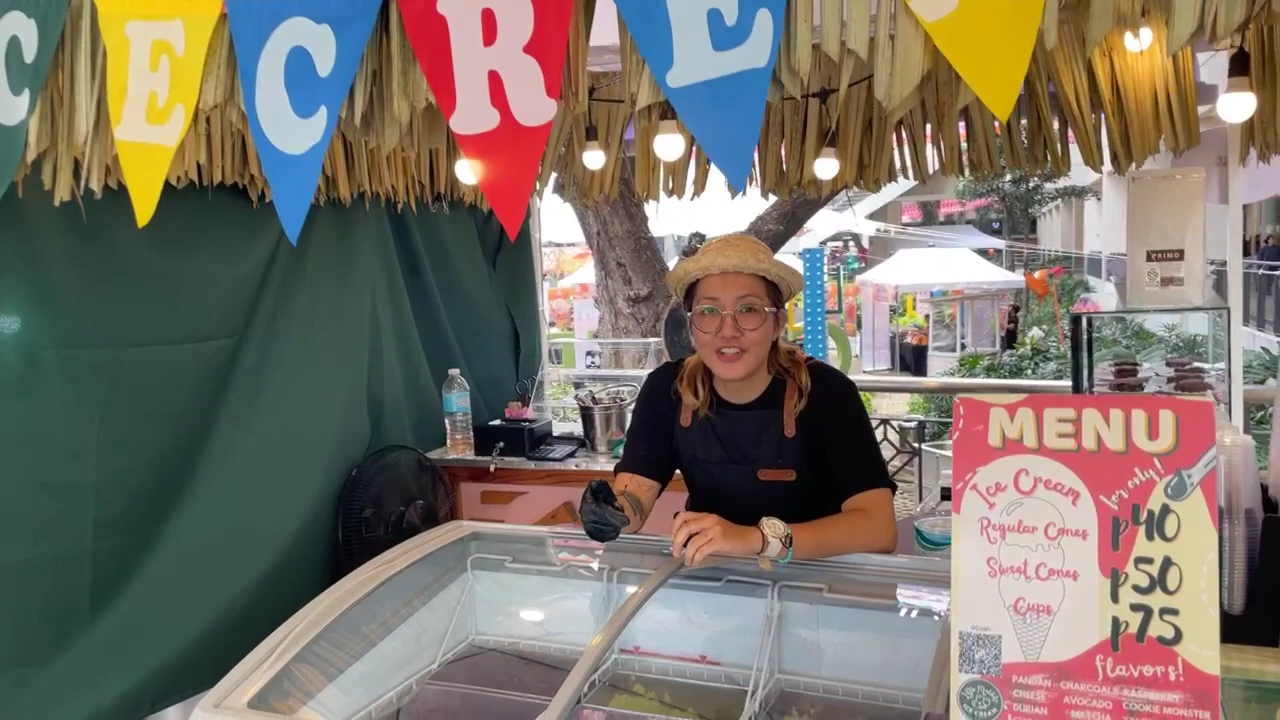 C E C R E
PRIMO
MENU
Ice Cream
for only!
Regular Cones
₱40
Sweet Cones
₱50
Cups
₱75
flavors!
PANDAN CHARCOAL RASPBERRY
CHEESE AVOCADO COOKIE MONSTER
DURIAN MATCHA